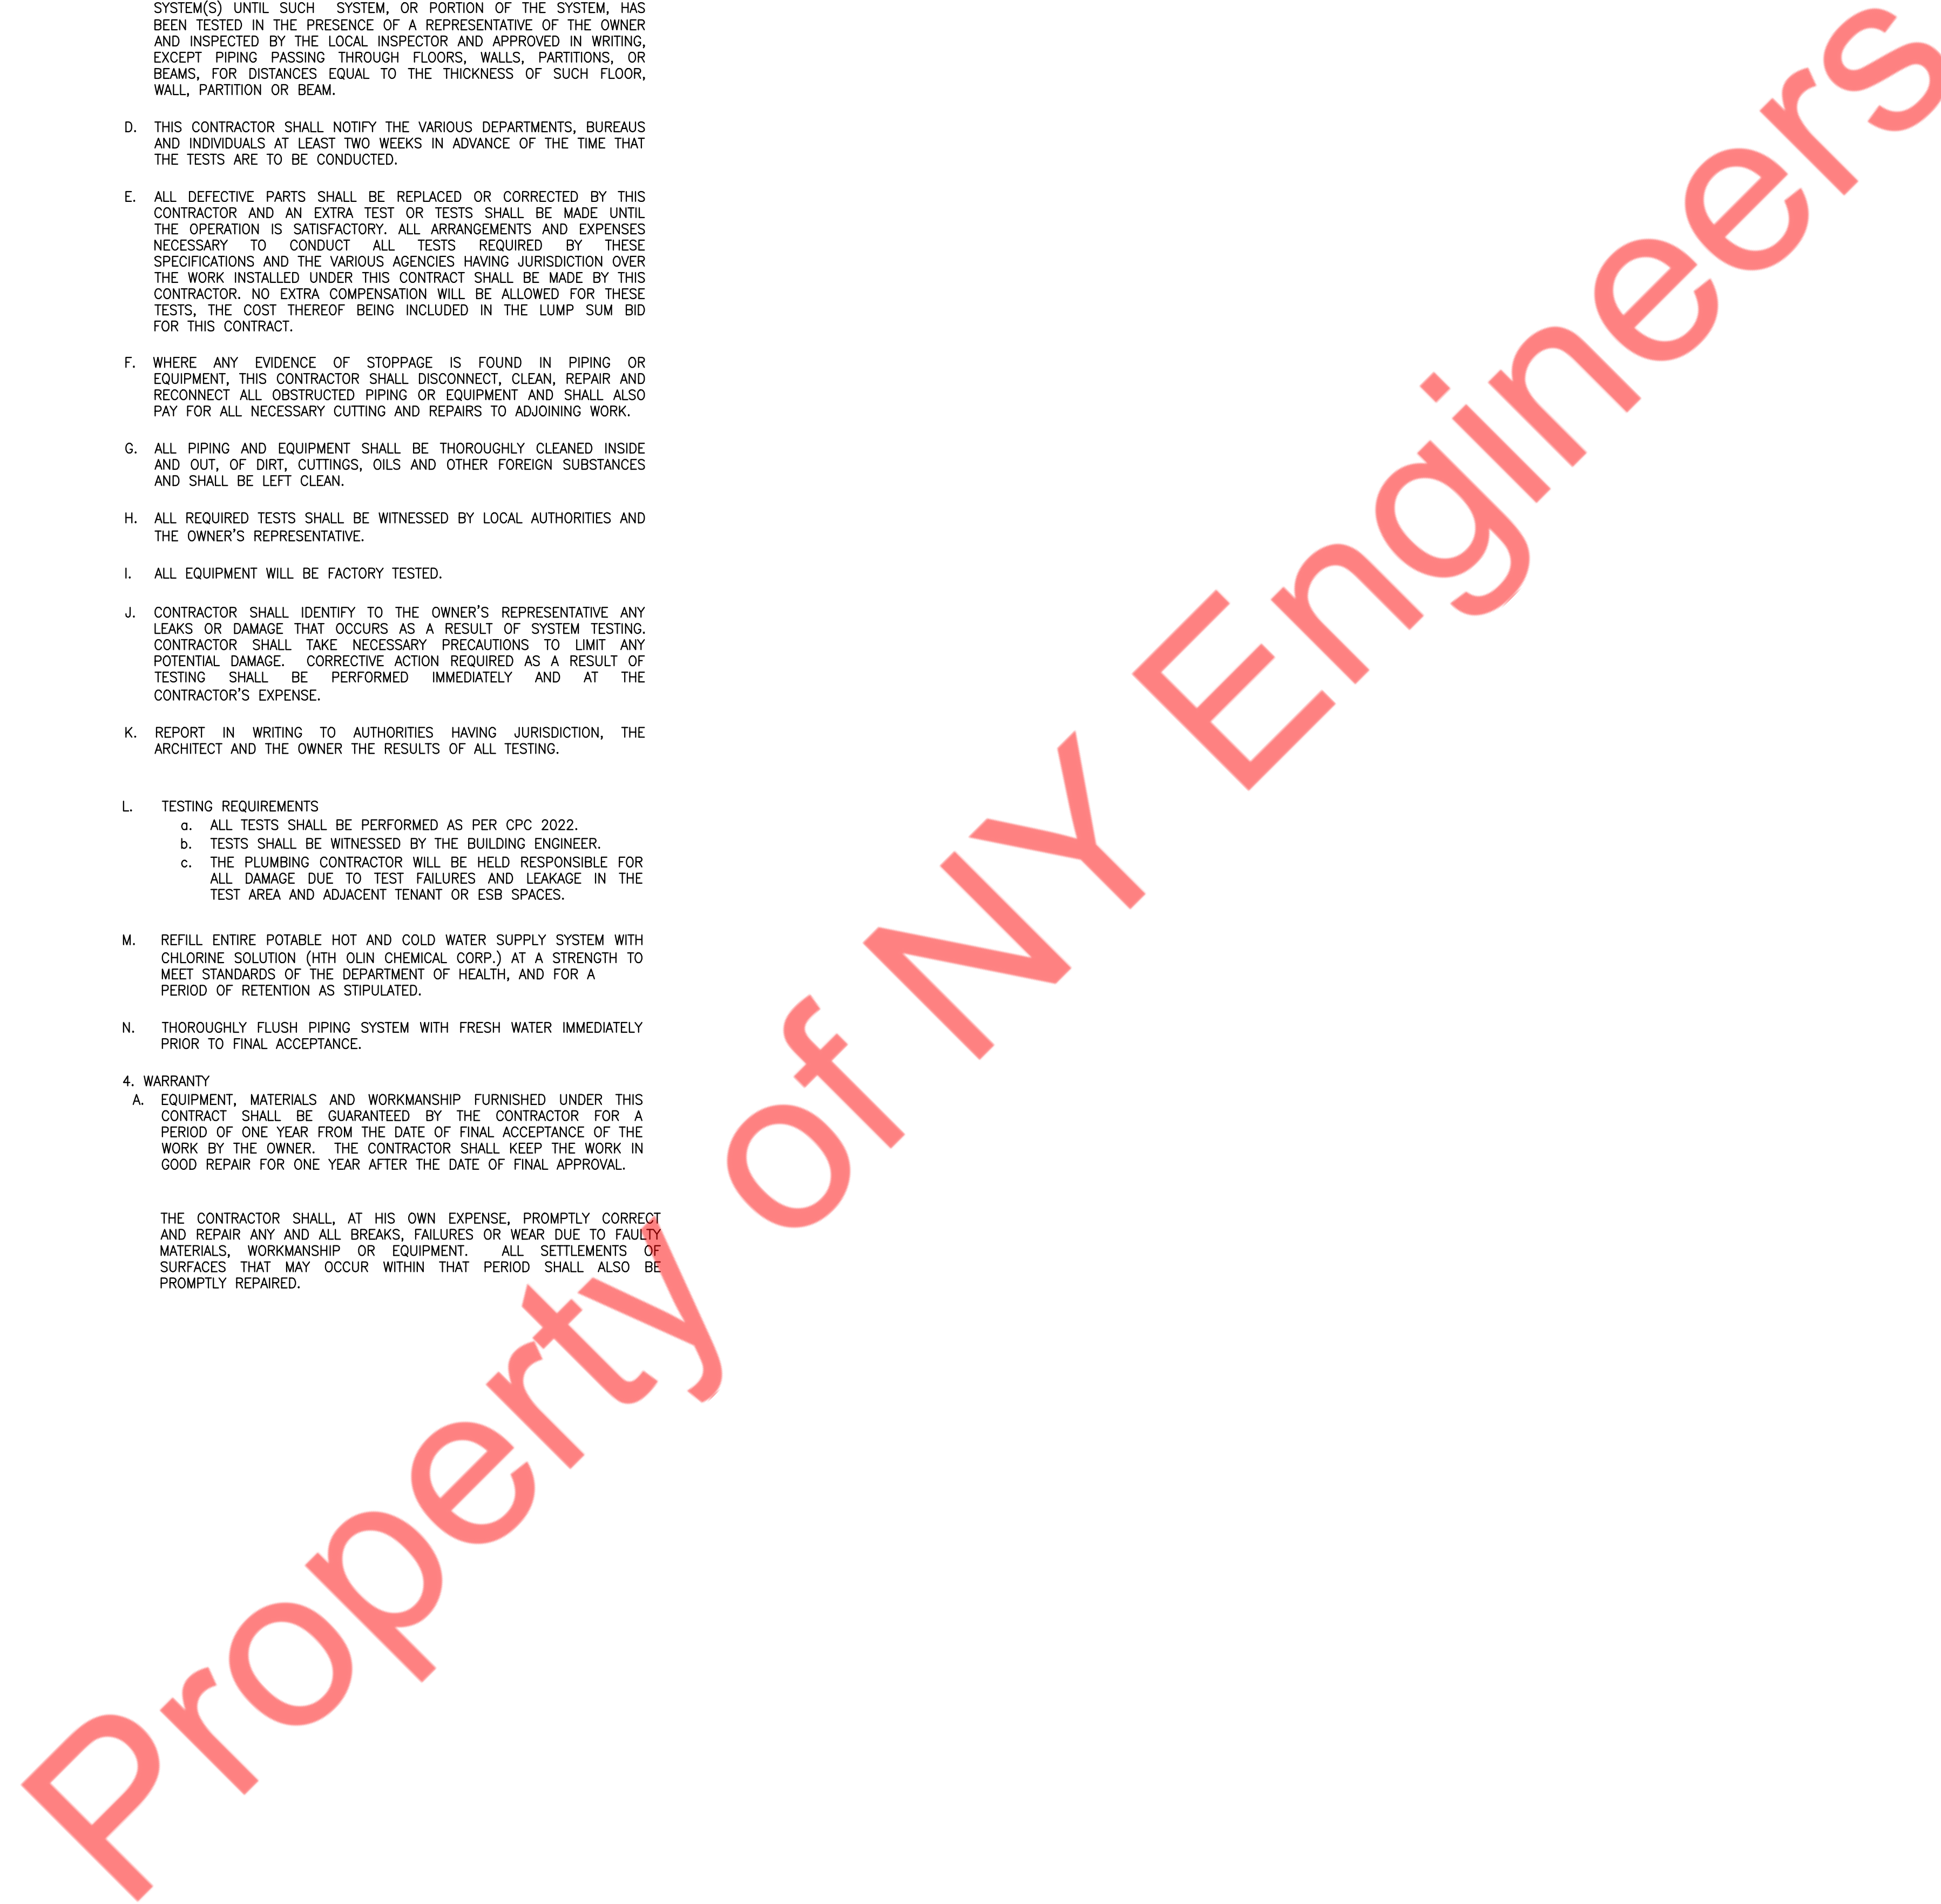 SYSTEM(S) UNTIL SUCH SYSTEM, OR PORTION OF THE SYSTEM, HAS
BEEN TESTED IN THE PRESENCE OF A REPRESENTATIVE OF THE OWNER
AND INSPECTED BY THE LOCAL INSPECTOR AND APPROVED IN WRITING,
EXCEPT PIPING PASSING THROUGH FLOORS, WALLS, PARTITIONS, OR
BEAMS, FOR DISTANCES EQUAL TO THE THICKNESS OF SUCH FLOOR,
WALL, PARTITION OR BEAM.
D. THIS CONTRACTOR SHALL NOTIFY THE VARIOUS DEPARTMENTS, BUREAUS
AND INDIVIDUALS AT LEAST TWO WEEKS IN ADVANCE OF THE TIME THAT
THE TESTS ARE TO BE CONDUCTED.
E. ALL DEFECTIVE PARTS SHALL BE REPLACED OR CORRECTED BY THIS
CONTRACTOR AND AN EXTRA TEST OR TESTS SHALL BE MADE UNTIL
THE OPERATION IS SATISFACTORY. ALL ARRANGEMENTS AND EXPENSES
NECESSARY TO CONDUCT ALL TESTS REQUIRED BY THESE
SPECIFICATIONS AND THE VARIOUS AGENCIES HAVING JURISDICTION OVER
THE WORK INSTALLED UNDER THIS CONTRACT SHALL BE MADE BY THIS
CONTRACTOR. NO EXTRA COMPENSATION WILL BE ALLOWED FOR THESE
TESTS, THE COST THEREOF BEING INCLUDED IN THE LUMP SUM BID
FOR THIS CONTRACT.
F. WHERE ANY EVIDENCE OF STOPPAGE IS FOUND IN PIPING OR
EQUIPMENT, THIS CONTRACTOR SHALL DISCONNECT, CLEAN, REPAIR AND
RECONNECT ALL OBSTRUCTED PIPING OR EQUIPMENT AND SHALL ALSO
PAY FOR ALL NECESSARY CUTTING AND REPAIRS TO ADJOINING WORK.
G. ALL PIPING AND EQUIPMENT SHALL BE THOROUGHLY CLEANED INSIDE
AND OUT, OF DIRT, CUTTINGS, OILS AND OTHER FOREIGN SUBSTANCES
AND SHALL BE LEFT CLEAN.
H. ALL REQUIRED TESTS SHALL BE WITNESSED BY LOCAL AUTHORITIES AND
THE OWNER'S REPRESENTATIVE.
I. ALL EQUIPMENT WILL BE FACTORY TESTED.
J. CONTRACTOR SHALL IDENTIFY TO THE OWNER'S REPRESENTATIVE ANY
LEAKS OR DAMAGE THAT OCCURS AS A RESULT OF SYSTEM TESTING.
CONTRACTOR SHALL TAKE NECESSARY PRECAUTIONS TO LIMIT ANY
POTENTIAL DAMAGE. CORRECTIVE ACTION REQUIRED AS A RESULT OF
TESTING SHALL BE PERFORMED IMMEDIATELY AND AT THE
CONTRACTOR'S EXPENSE.
K. REPORT IN WRITING TO AUTHORITIES HAVING JURISDICTION, THE
ARCHITECT AND THE OWNER THE RESULTS OF ALL TESTING.
L. TESTING REQUIREMENTS
a. ALL TESTS SHALL BE PERFORMED AS PER CPC 2022.
b. TESTS SHALL BE WITNESSED BY THE BUILDING ENGINEER.
c. THE PLUMBING CONTRACTOR WILL BE HELD RESPONSIBLE FOR
ALL DAMAGE DUE TO TEST FAILURES AND LEAKAGE IN THE
TEST AREA AND ADJACENT TENANT OR ESB SPACES.
M. REFILL ENTIRE POTABLE HOT AND COLD WATER SUPPLY SYSTEM WITH
CHLORINE SOLUTION (HTH OLIN CHEMICAL CORP.) AT A STRENGTH TO
MEET STANDARDS OF THE DEPARTMENT OF HEALTH, AND FOR A
PERIOD OF RETENTION AS STIPULATED.
N. THOROUGHLY FLUSH PIPING SYSTEM WITH FRESH WATER IMMEDIATELY
PRIOR TO FINAL ACCEPTANCE.
4. WARRANTY
A. EQUIPMENT, MATERIALS AND WORKMANSHIP FURNISHED UNDER THIS
CONTRACT SHALL BE GUARANTEED BY THE CONTRACTOR FOR A
PERIOD OF ONE YEAR FROM THE DATE OF FINAL ACCEPTANCE OF THE
WORK BY THE OWNER. THE CONTRACTOR SHALL KEEP THE WORK IN
GOOD REPAIR FOR ONE YEAR AFTER THE DATE OF FINAL APPROVAL.
THE CONTRACTOR SHALL, AT HIS OWN EXPENSE, PROMPTLY CORRECT
AND REPAIR ANY AND ALL BREAKS, FAILURES OR WEAR DUE TO FAULTY
MATERIALS, WORKMANSHIP OR EQUIPMENT. ALL SETTLEMENTS OF
SURFACES THAT MAY OCCUR WITHIN THAT PERIOD SHALL ALSO BE
PROMPTLY REPAIRED.
Property of NY Engineers